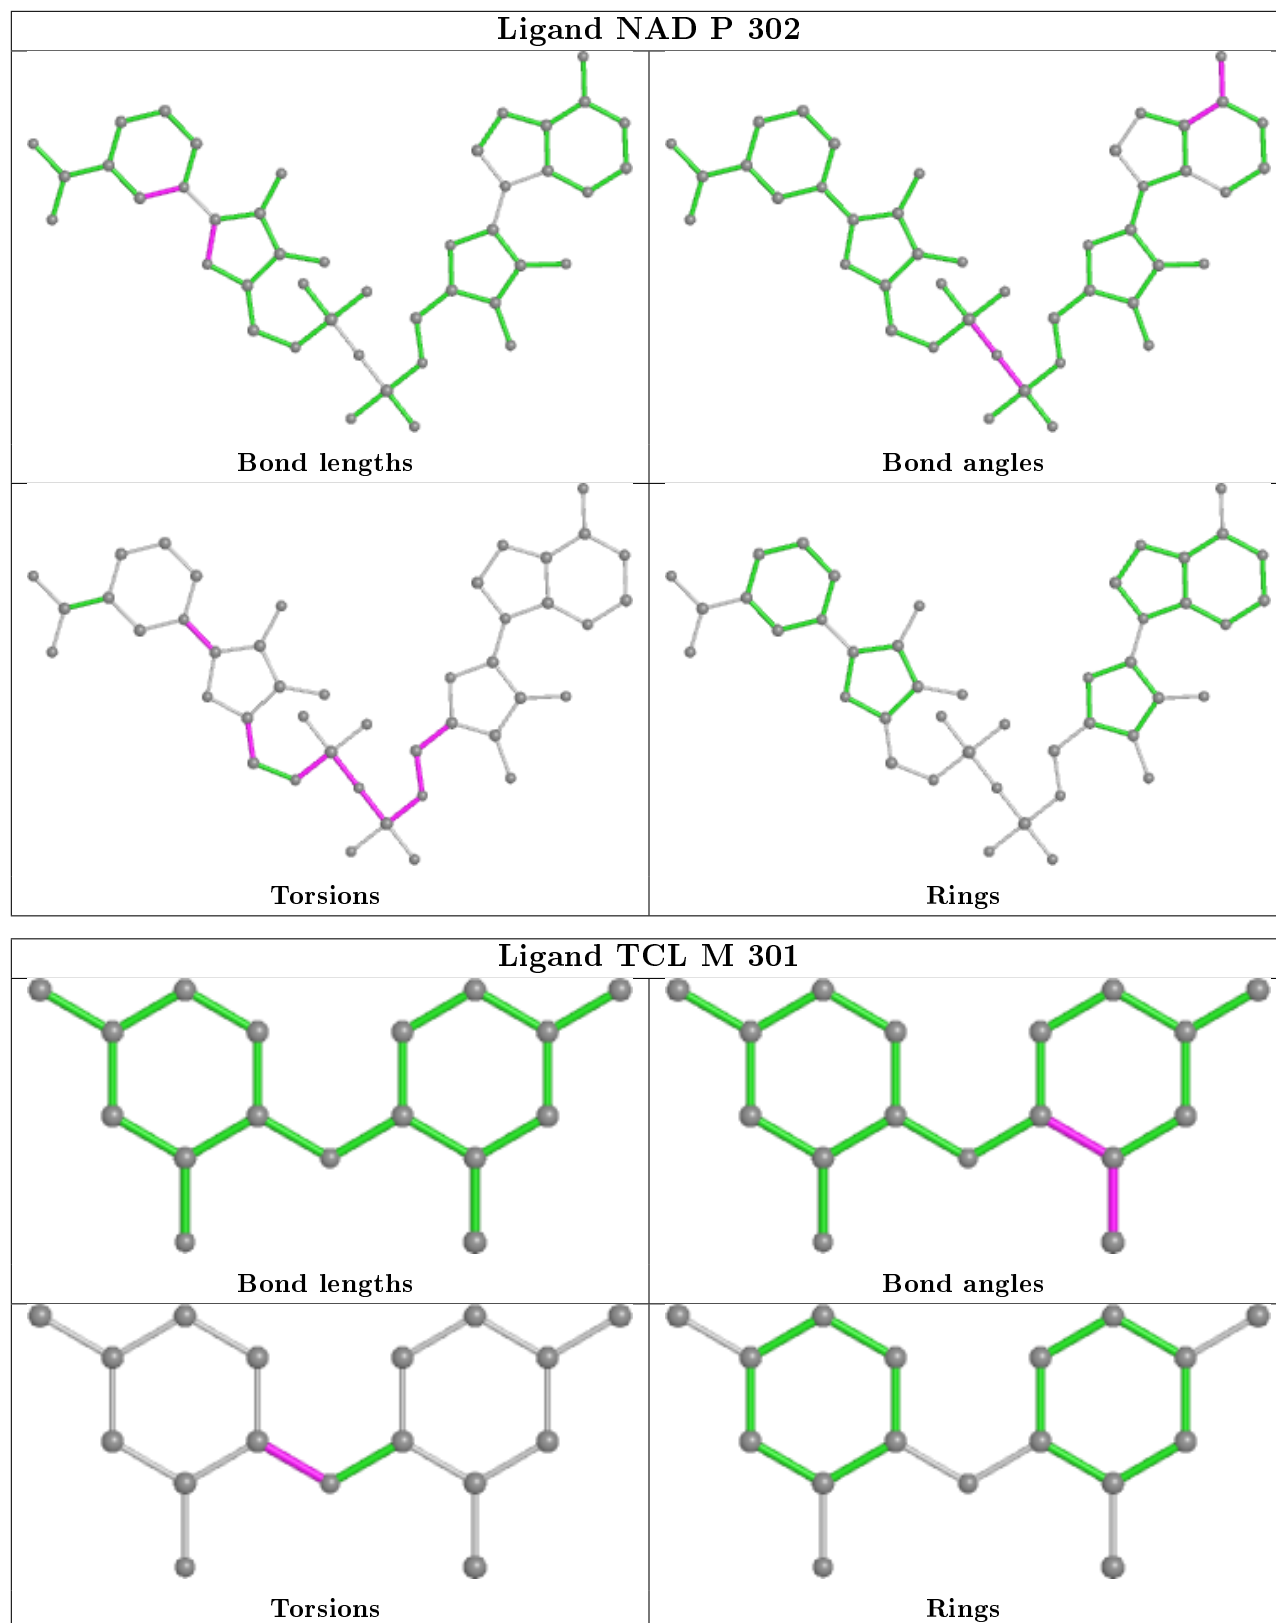 Ligand NAD P 302
Bond lengths
Bond angles
Torsions
Rings
Ligand TCL M 301
Bond lengths
Bond angles
Torsions
Rings